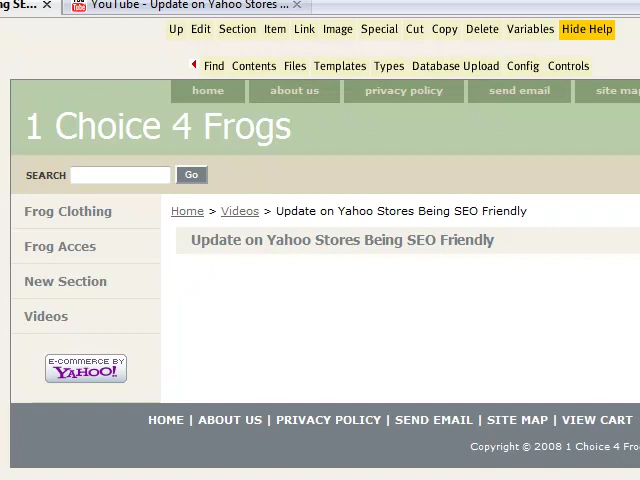 ng SE...
YouTube - Update on Yahoo Stores ...
Up Edit Section Item Link Image Special Cut Copy Delete Variables Hide Help
Find Contents Files Templates Types Database Upload Config Controls
home about us privacy policy send email site map
1 Choice 4 Frogs
SEARCH Go
Frog Clothing
Frog Acces
New Section
Videos
Home > Videos > Update on Yahoo Stores Being SEO Friendly
Update on Yahoo Stores Being SEO Friendly
E-COMMERCE BY
YAHOO!
HOME | ABOUT US | PRIVACY POLICY | SEND EMAIL | SITE MAP | VIEW CART
Copyright © 2008 1 Choice 4 Fro